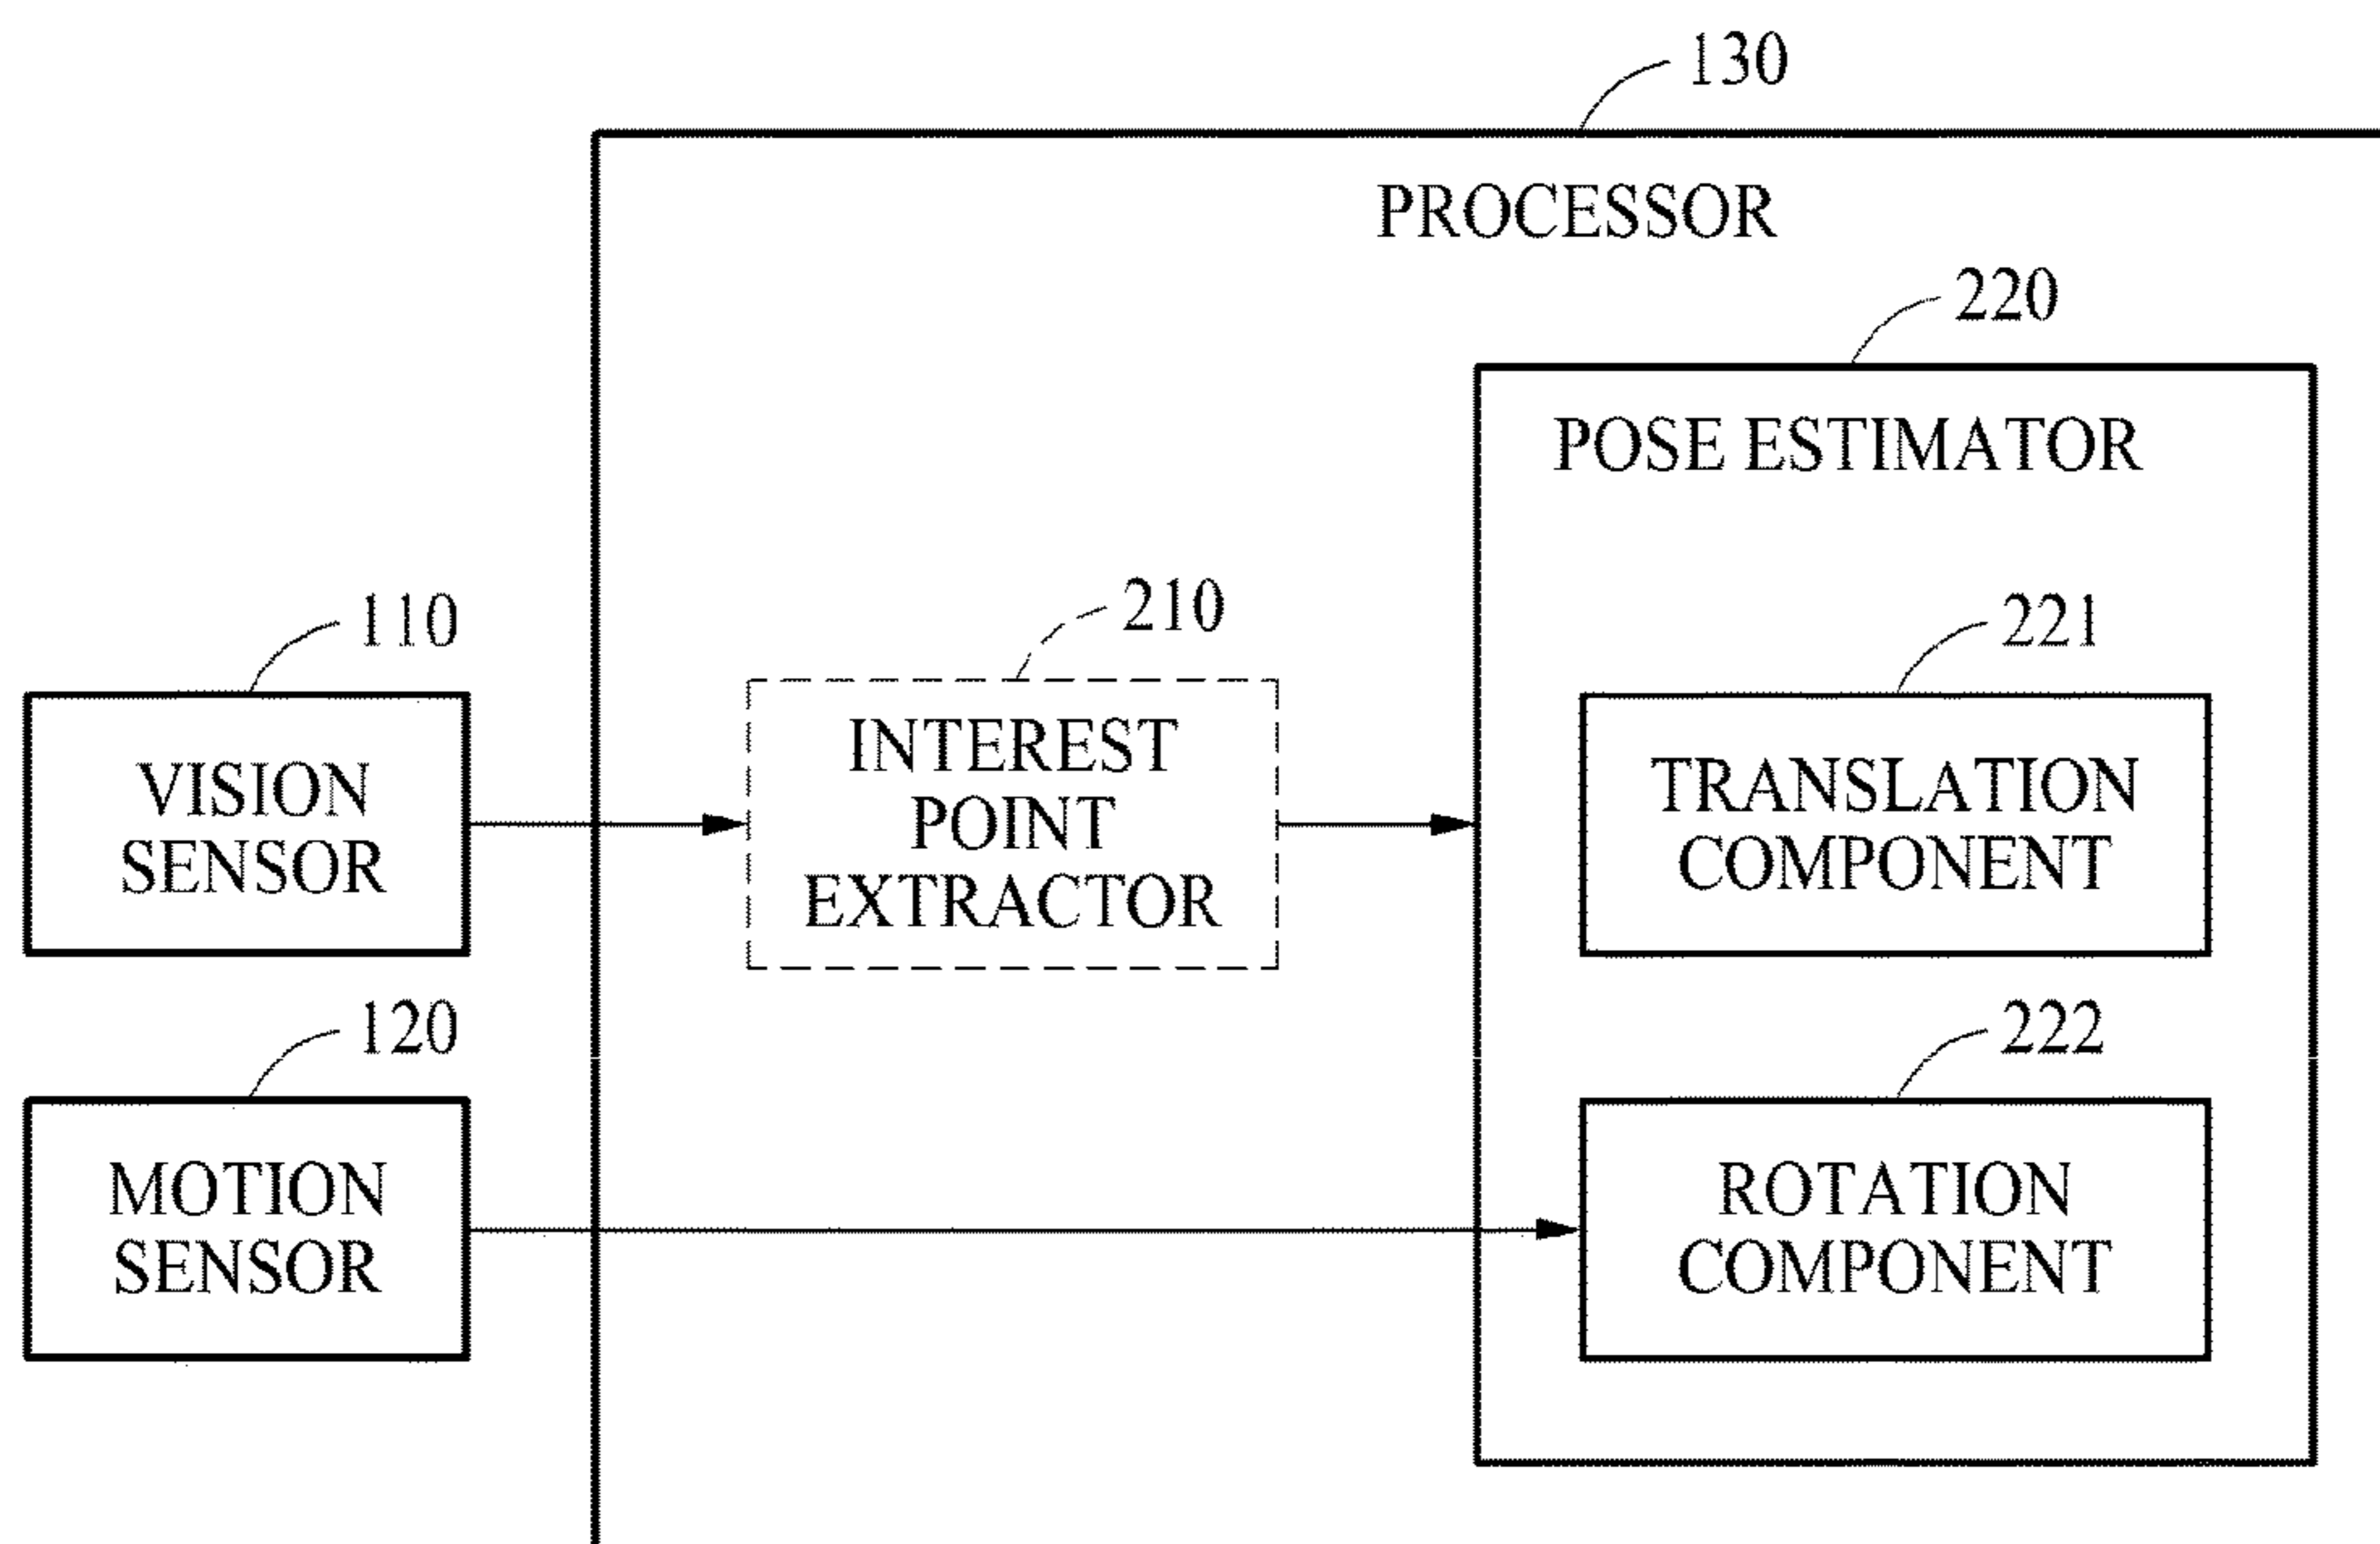 130
PROCESSOR
220
POSE ESTIMATOR
110
VISION
SENSOR
210
INTEREST
POINT
EXTRACTOR
221
TRANSLATION
COMPONENT
120
MOTION
SENSOR
222
ROTATION
COMPONENT